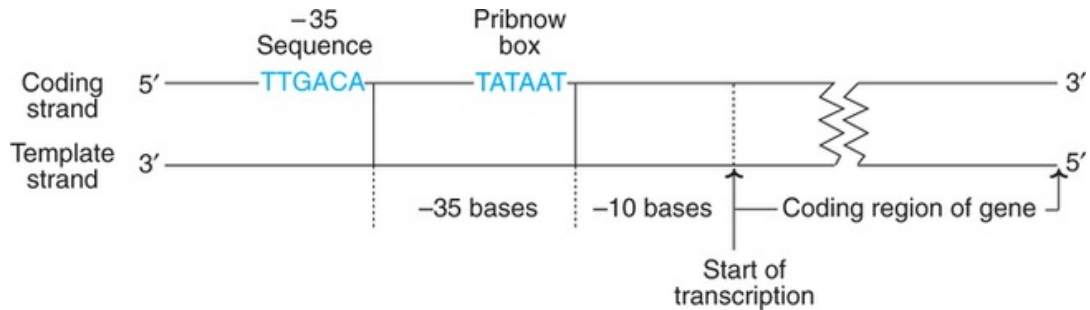 –35
Sequence
Pribnow
box
Coding
strand
5′
TTGACA
TATAAT
3′
Template
strand
3′
5′
–35 bases
–10 bases
Coding region of gene
Start of
transcription